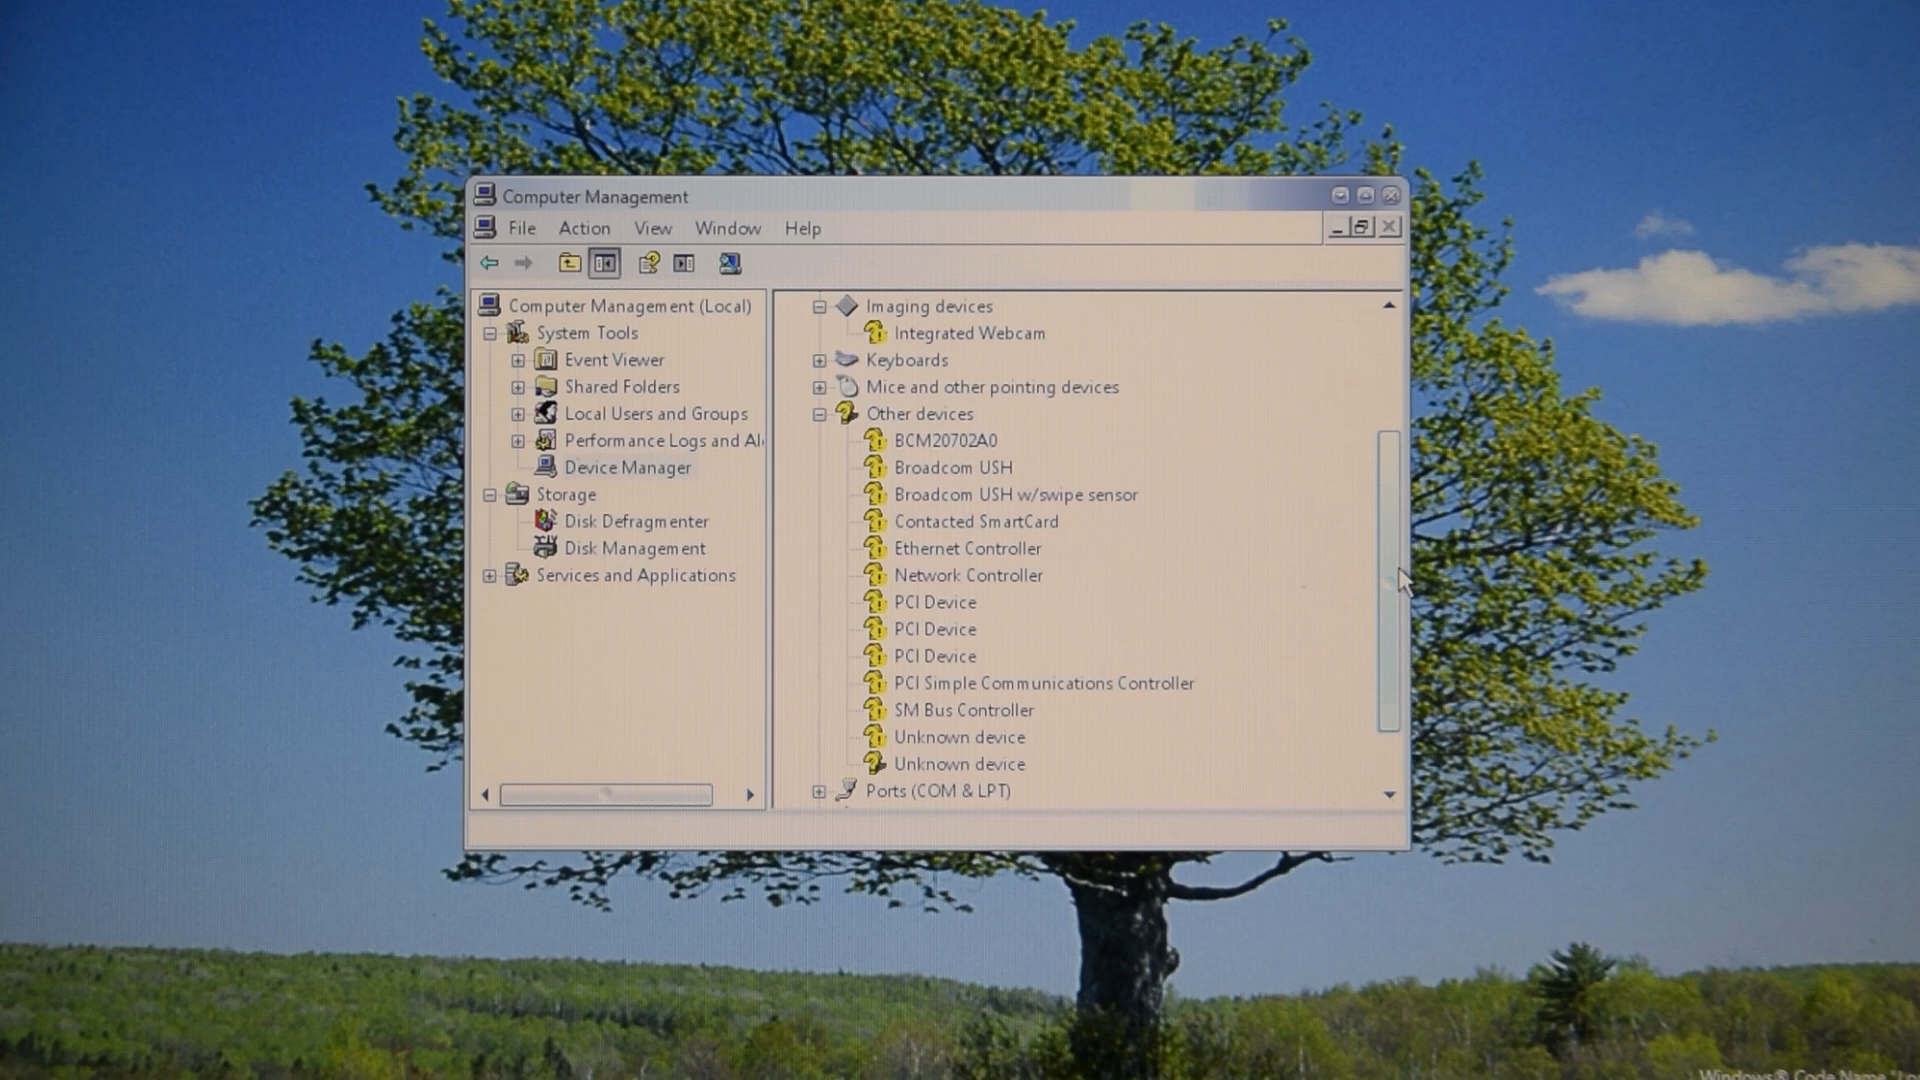 Computer Management
File Action View Window Help
Computer Management (Local)
System Tools
Event Viewer
Shared Folders
Local Users and Groups
Performance Logs and Al
Device Manager
Storage
Disk Defragmenter
Disk Management
Services and Applications
Imaging devices
Integrated Webcam
Keyboards
Mice and other pointing devices
Other devices
BCM20702A0
Broadcom USH
Broadcom USH w/swipe sensor
Contacted SmartCard
Ethernet Controller
Network Controller
PCI Device
PCI Device
PCI Device
PCI Simple Communications Controller
SM Bus Controller
Unknown device
Unknown device
Ports (COM & LPT)
Windows® Code Name